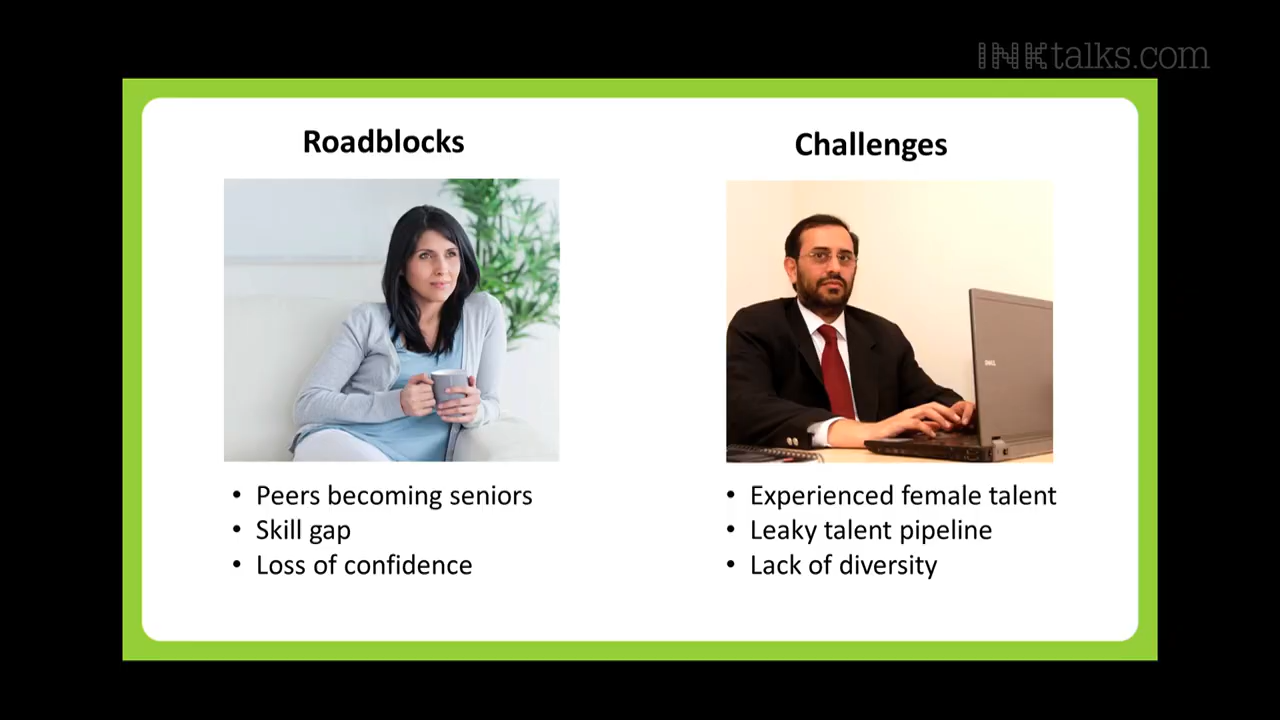 INKtalks.com
Roadblocks
Challenges
DELL
• Peers becoming seniors
• Skill gap
• Loss of confidence
• Experienced female talent
• Leaky talent pipeline
• Lack of diversity